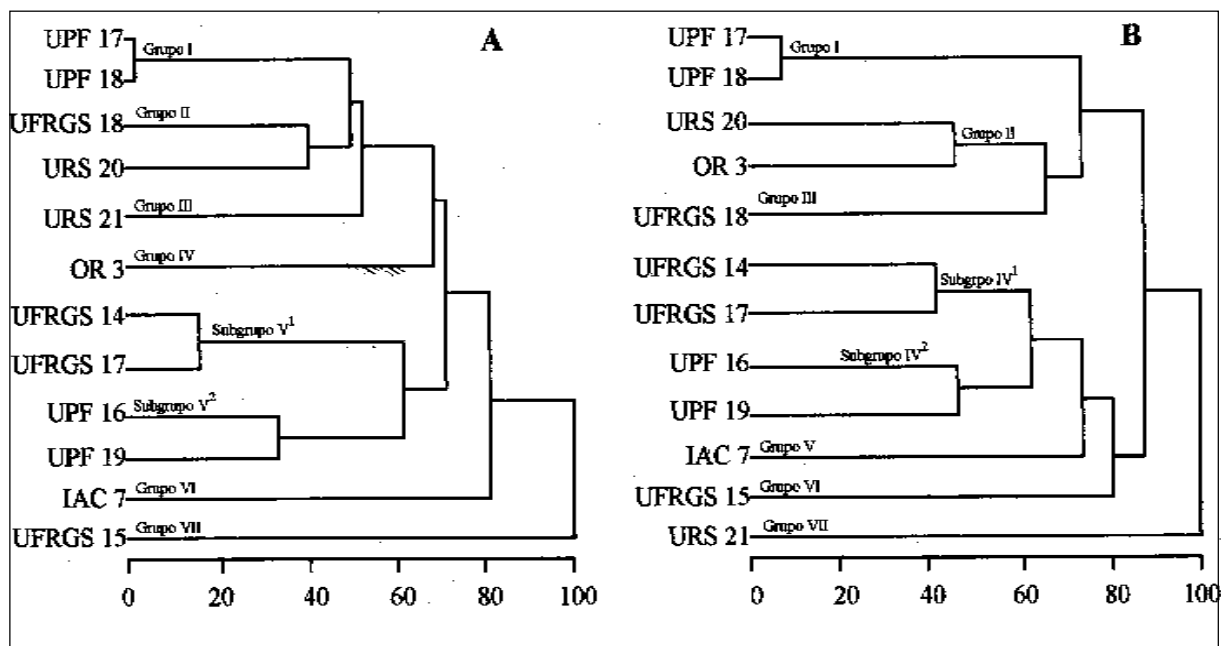 A
UPF 17
Grupo I
UPF 18
UFRGS 18
Grupo II
URS 20
URS 21
Grupo III
OR 3
Grupo IV
UFRGS 14
Subgrupo V1
UFRGS 17
UPF 16
Subgrupo V2
UPF 19
IAC 7
Grupo VI
UFRGS 15
Grupo VII
0 20 40 60 80 100
B
UPF 17
Grupo I
UPF 18
URS 20
Grupo II
OR 3
UFRGS 18
Grupo III
UFRGS 14
Subgrpo IV1
UFRGS 17
UPF 16
Subgrupo IV2
UPF 19
IAC 7
Grupo V
UFRGS 15
Grupo VI
URS 21
Grupo VII
0 20 40 60 80 100